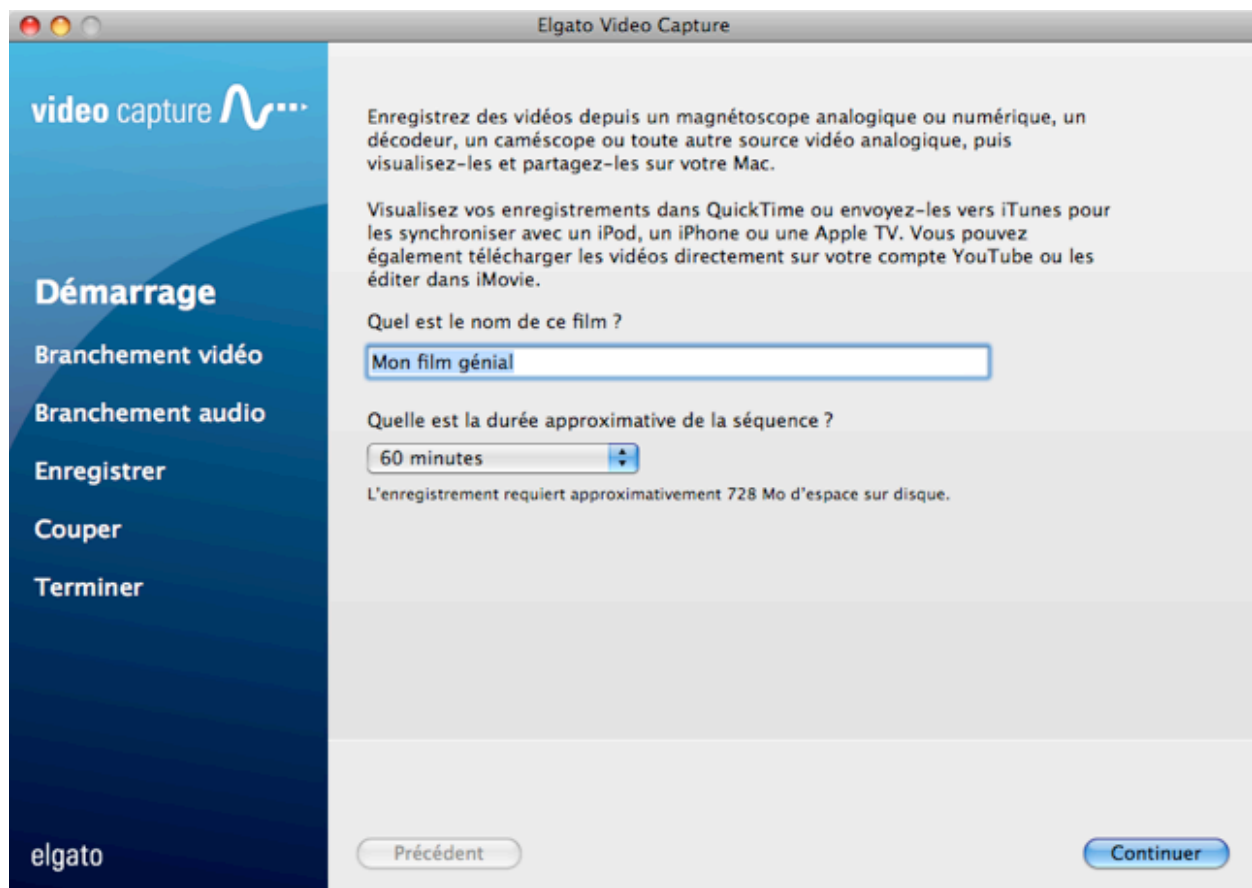 Elgato Video Capture
video capture
Démarrage
Branchement vidéo
Branchement audio
Enregistrer
Couper
Terminer
elgato
Enregistrez des vidéos depuis un magnétoscope analogique ou numérique, un
décodeur, un caméscope ou toute autre source vidéo analogique, puis
visualisez-les et partagez-les sur votre Mac.
Visualisez vos enregistrements dans QuickTime ou envoyez-les vers iTunes pour
les synchroniser avec un iPod, un iPhone ou une Apple TV. Vous pouvez
également télécharger les vidéos directement sur votre compte YouTube ou les
éditer dans iMovie.
Quel est le nom de ce film ?
Mon film génial
Quelle est la durée approximative de la séquence ?
60 minutes
L'enregistrement requiert approximativement 728 Mo d'espace sur disque.
Précédent
Continuer